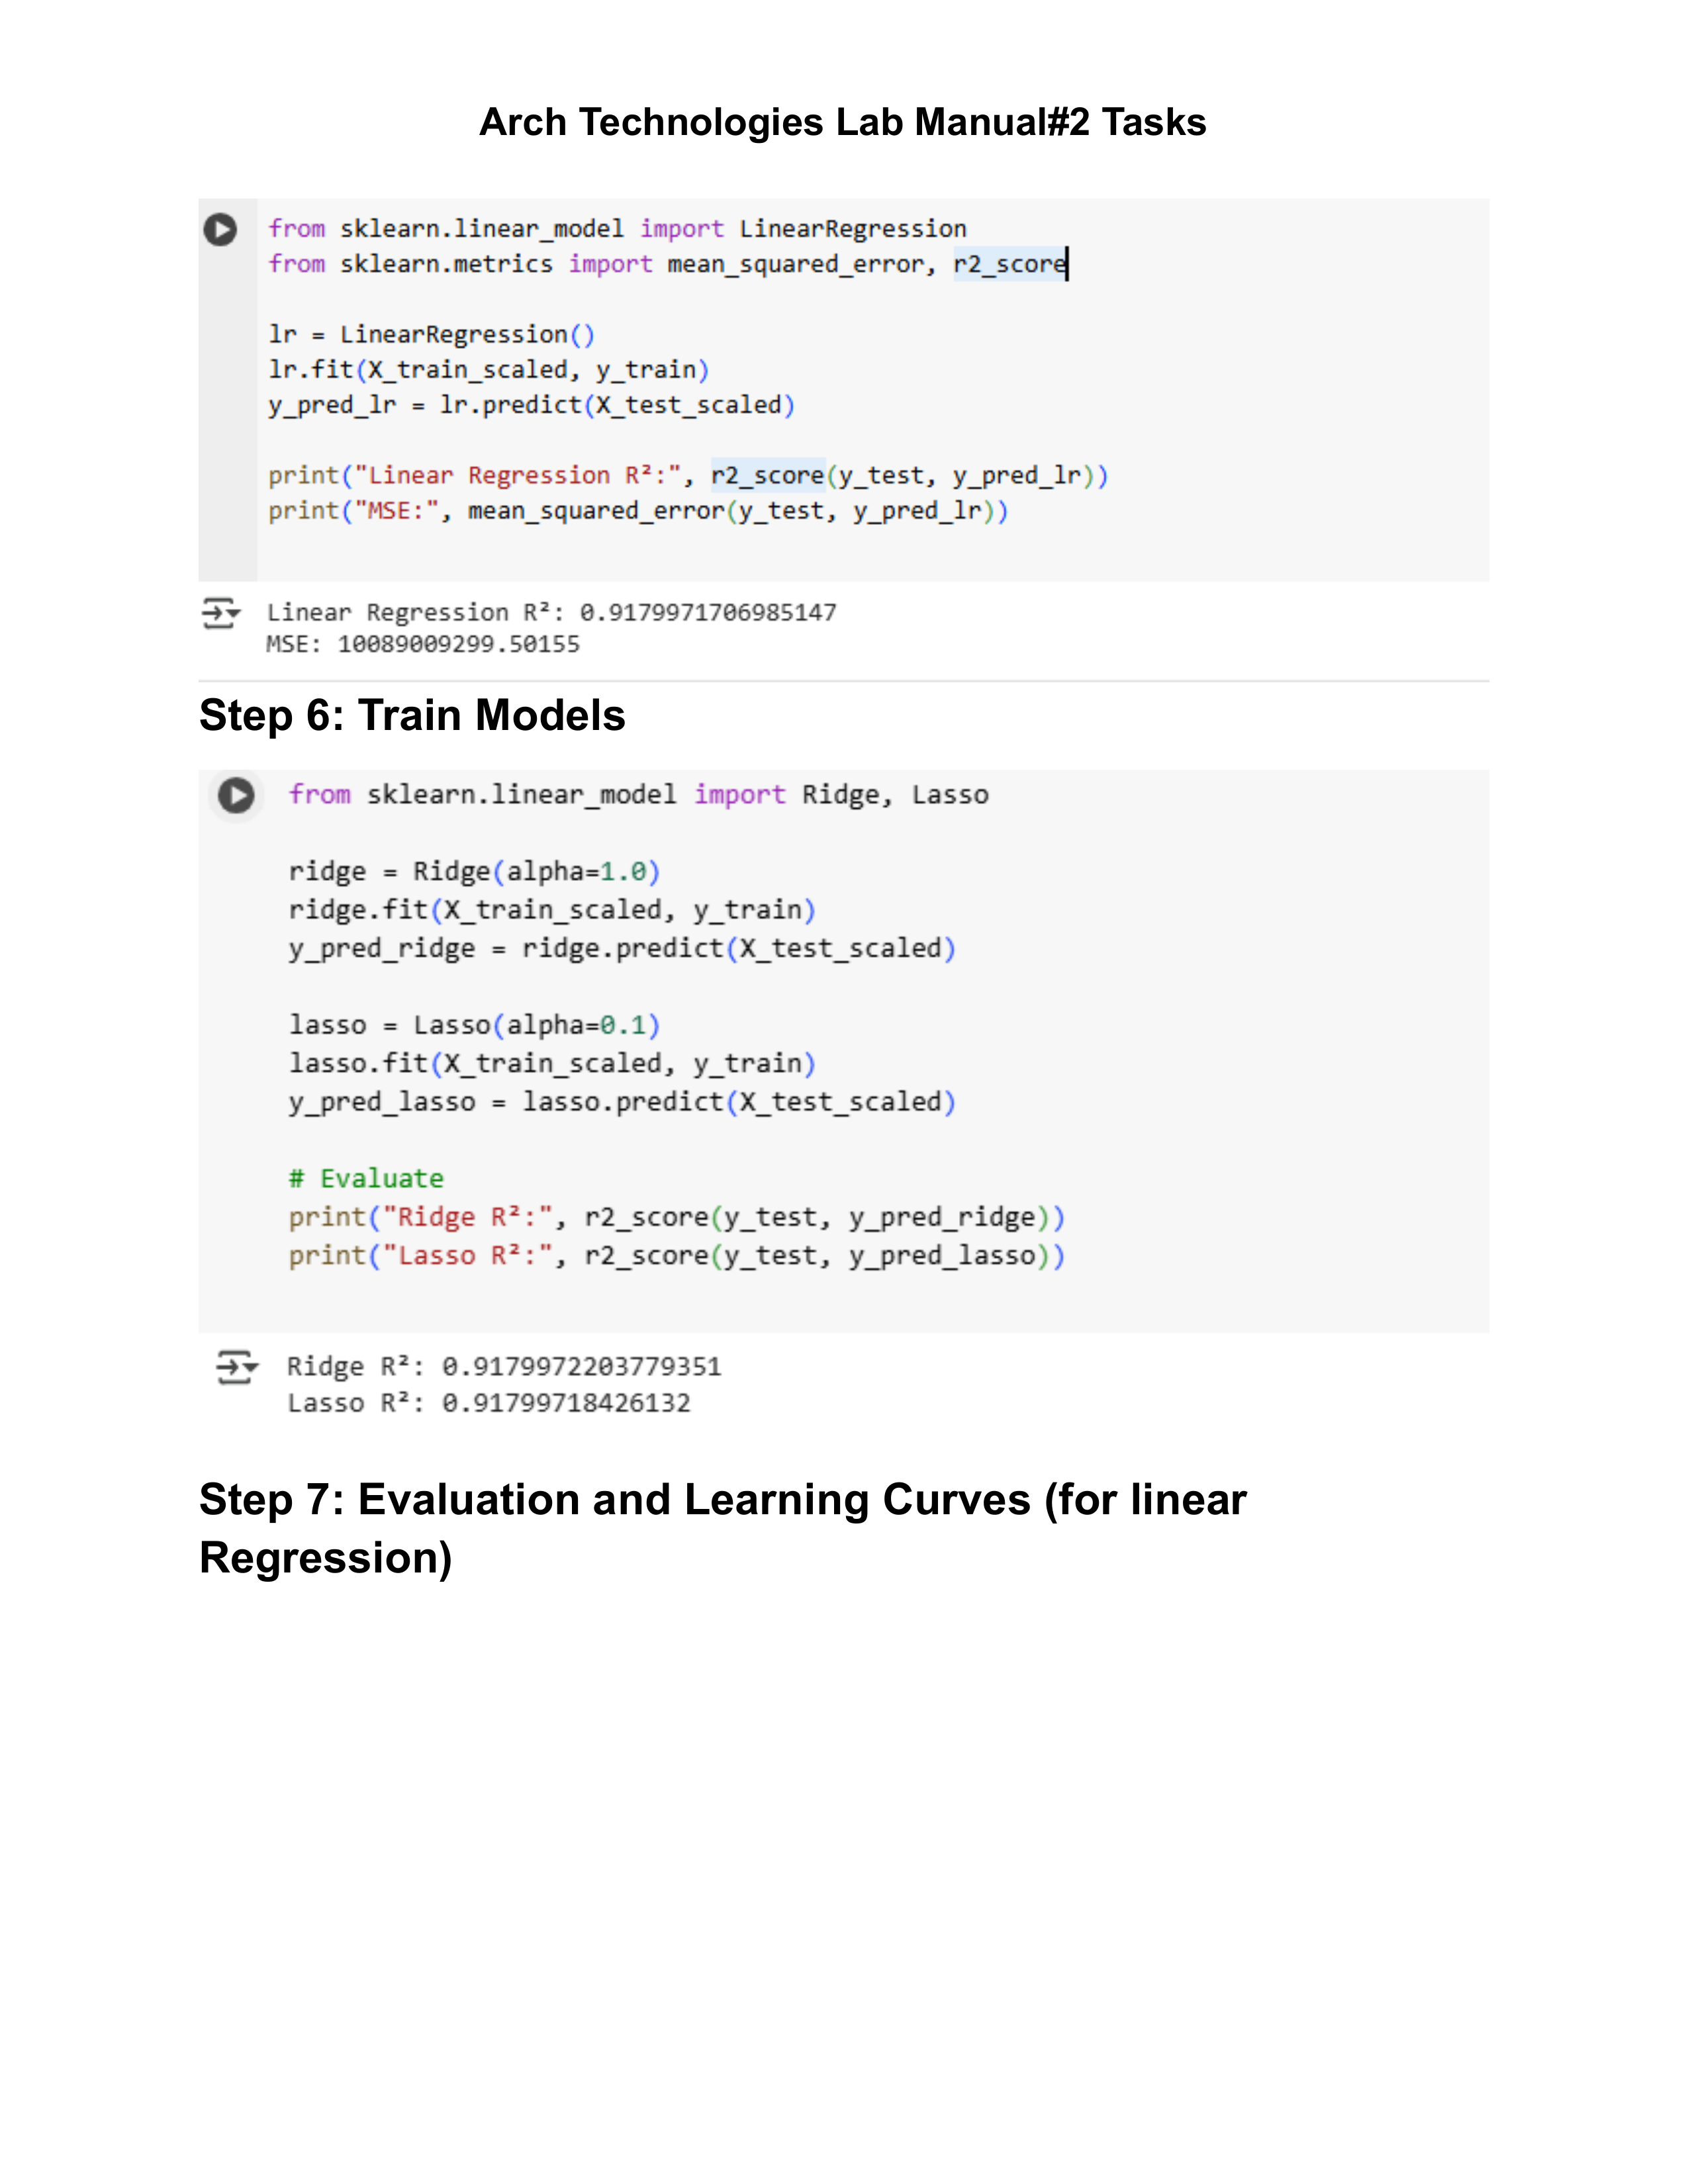 Arch Technologies Lab Manual#2 Tasks
from sklearn.linear_model import LinearRegression
from sklearn.metrics import mean_squared_error, r2_score
lr = LinearRegression()
lr.fit(X_train_scaled, y_train)
y_pred_lr = lr.predict(X_test_scaled)
print("Linear Regression R²:", r2_score(y_test, y_pred_lr))
print("MSE:", mean_squared_error(y_test, y_pred_lr))
Linear Regression R²: 0.9179971706985147
MSE: 10089009299.50155
Step 6: Train Models
from sklearn.linear_model import Ridge, Lasso
ridge = Ridge(alpha=1.0)
ridge.fit(X_train_scaled, y_train)
y_pred_ridge = ridge.predict(X_test_scaled)
lasso = Lasso(alpha=0.1)
lasso.fit(X_train_scaled, y_train)
y_pred_lasso = lasso.predict(X_test_scaled)
# Evaluate
print("Ridge R²:", r2_score(y_test, y_pred_ridge))
print("Lasso R²:", r2_score(y_test, y_pred_lasso))
Ridge R²: 0.9179972203779351
Lasso R²: 0.91799718426132
Step 7: Evaluation and Learning Curves (for linear
Regression)